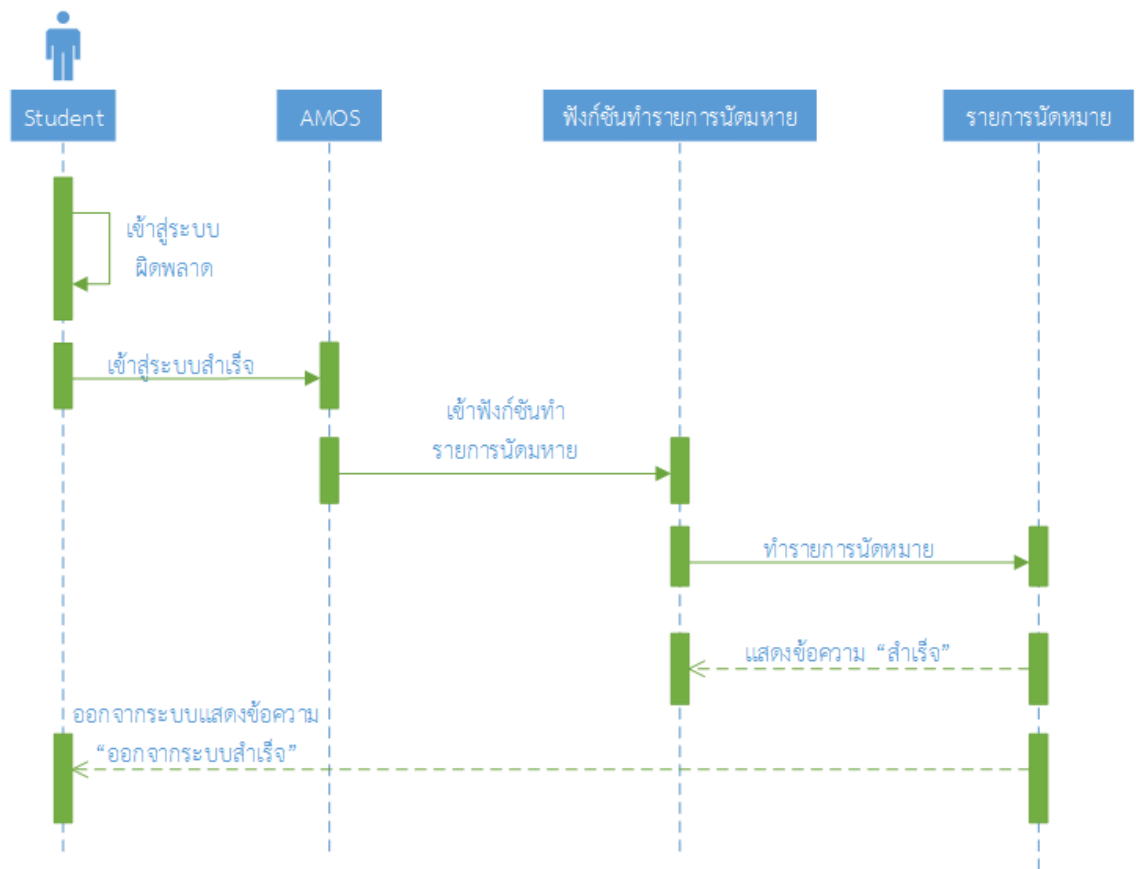 Student
AMOS
ฟังก์ชันทำรายการนัดมหาย
รายการนัดหมาย
เข้าสู่ระบบ
ผิดพลาด
เข้าสู่ระบบสำเร็จ
เข้าฟังก์ชันทำ
รายการนัดมหาย
ทำรายการนัดหมาย
แสดงข้อความ “สำเร็จ”
ออกจากระบบแสดงข้อความ
“ออกจากระบบสำเร็จ”